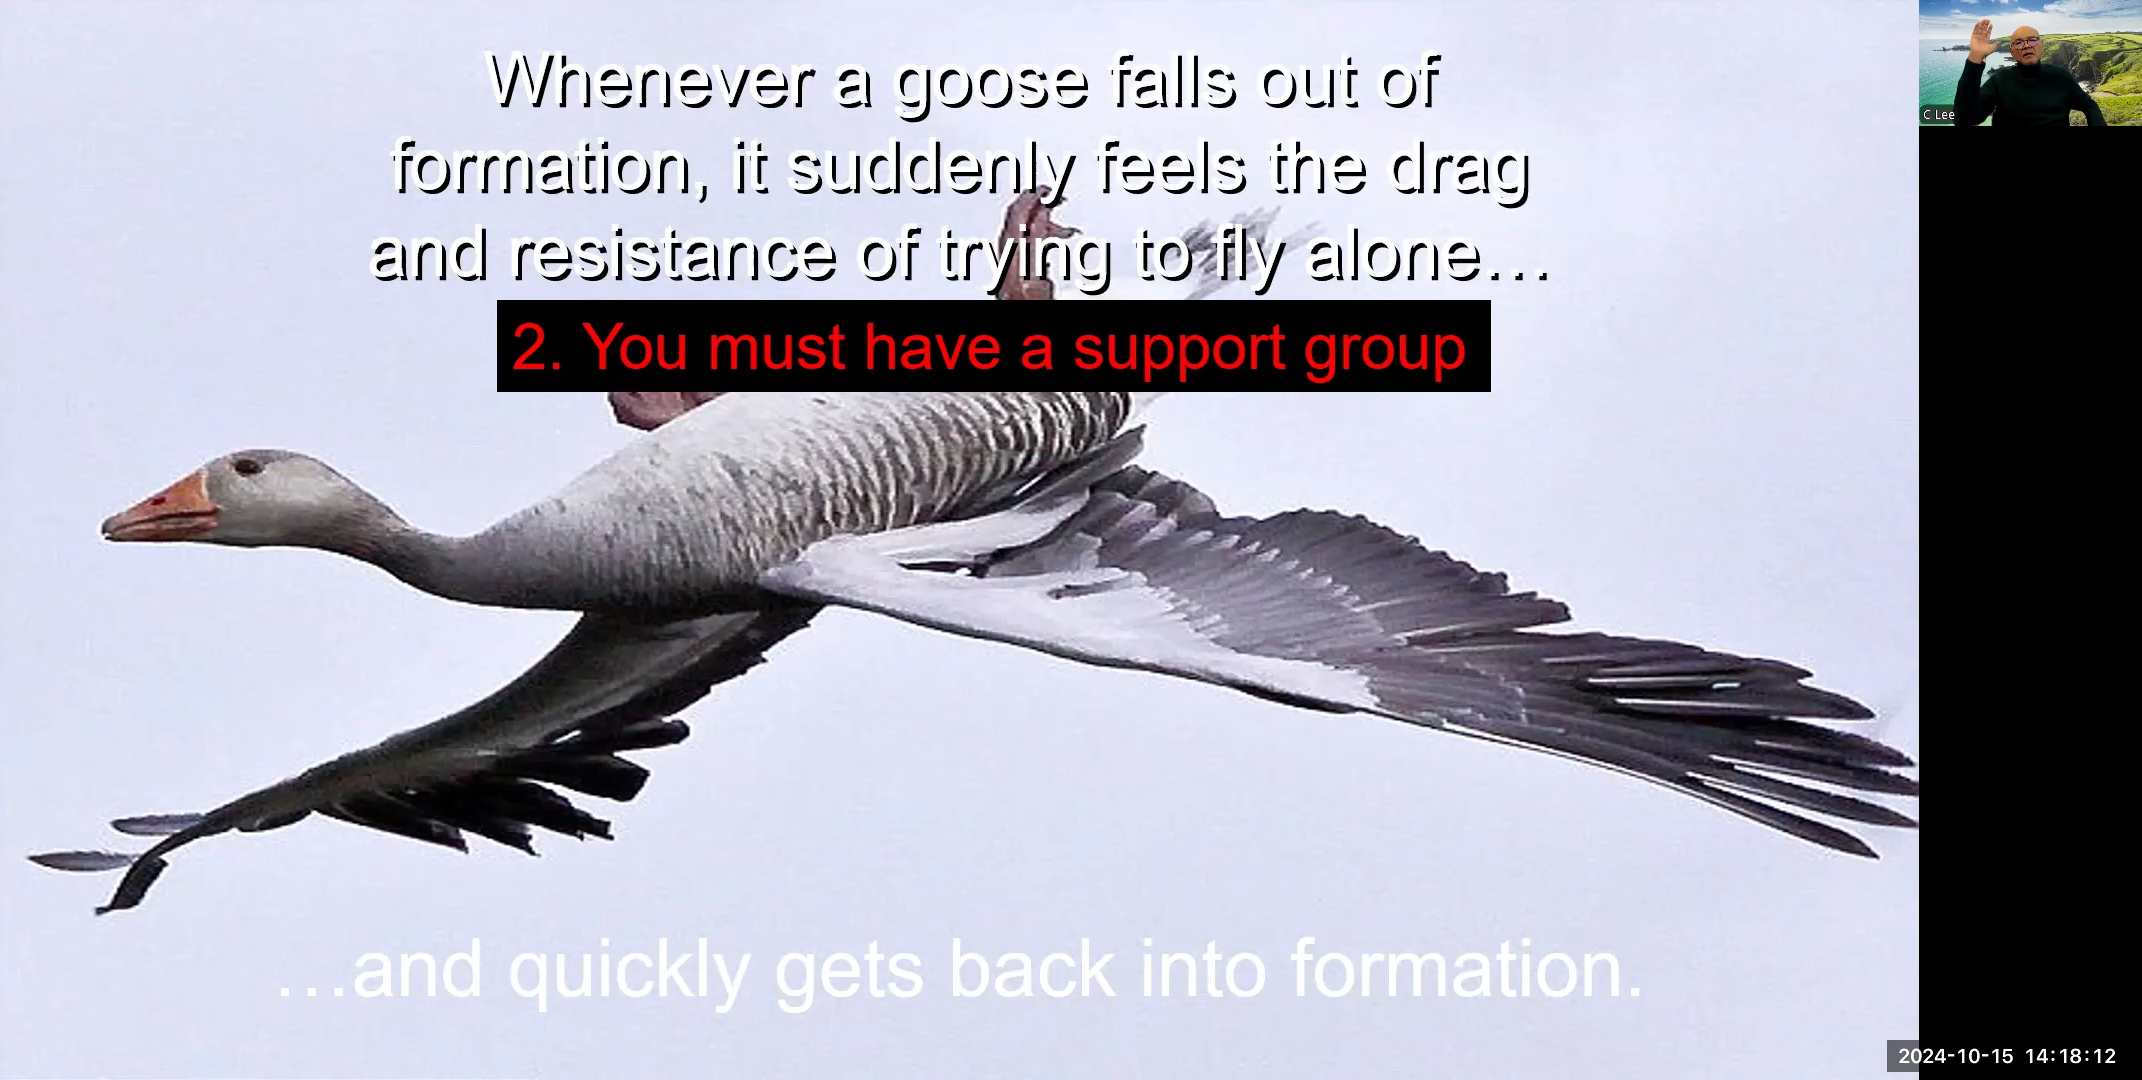 Whenever a goose falls out of
formation, it suddenly feels the drag
and resistance of trying to fly alone…
2. You must have a support group
…and quickly gets back into formation.
C Lee
2024-10-15 14:18:12